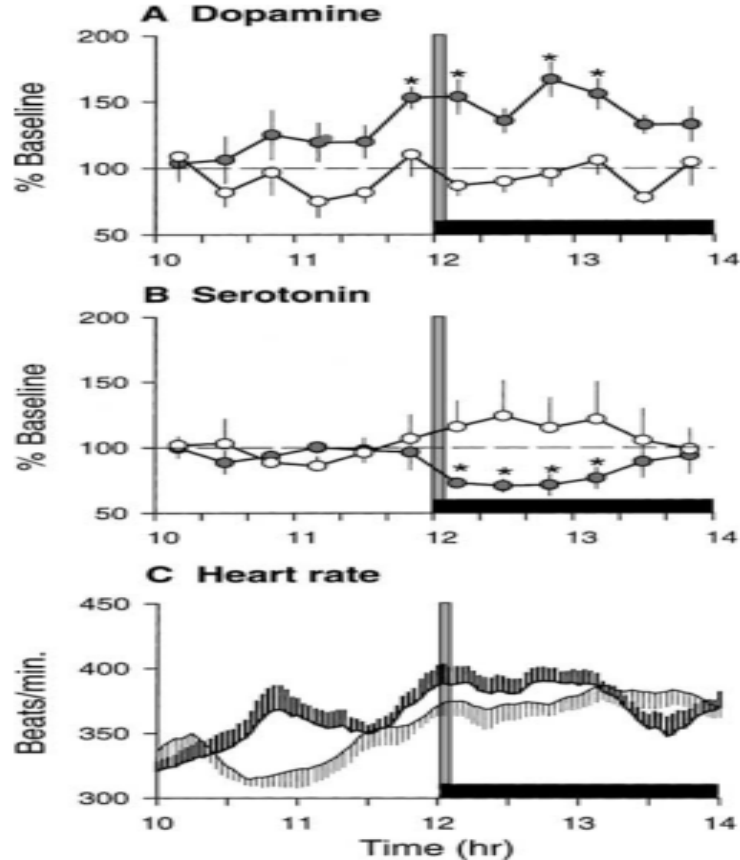 A Dopamine
200
150
100
50
% Baseline
* * * *
10 11 12 13 14
B Serotonin
200
150
100
50
% Baseline
* * * *
10 11 12 13 14
C Heart rate
450
400
350
300
Beats/min.
10 11 12 13 14
Time (hr)